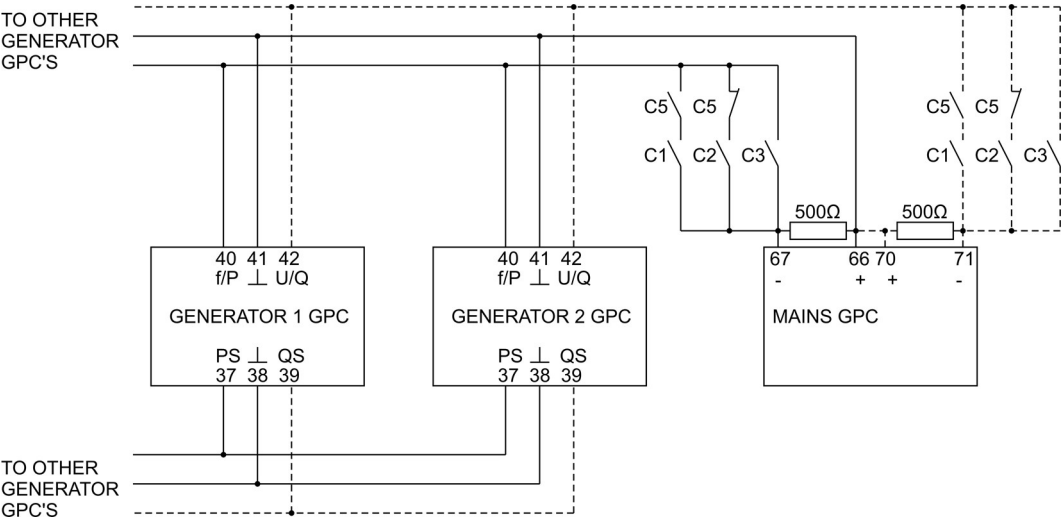 TO OTHER
GENERATOR
GPC'S
C5 C5 C5 C5
C1 C2 C3 C1 C2 C3
500Ω 500Ω
40 41 42 40 41 42 67 66 70 71
f/P ⊥ U/Q f/P ⊥ U/Q - + + -
GENERATOR 1 GPC GENERATOR 2 GPC MAINS GPC
PS ⊥ QS PS ⊥ QS
37 38 39 37 38 39
TO OTHER
GENERATOR
GPC'S